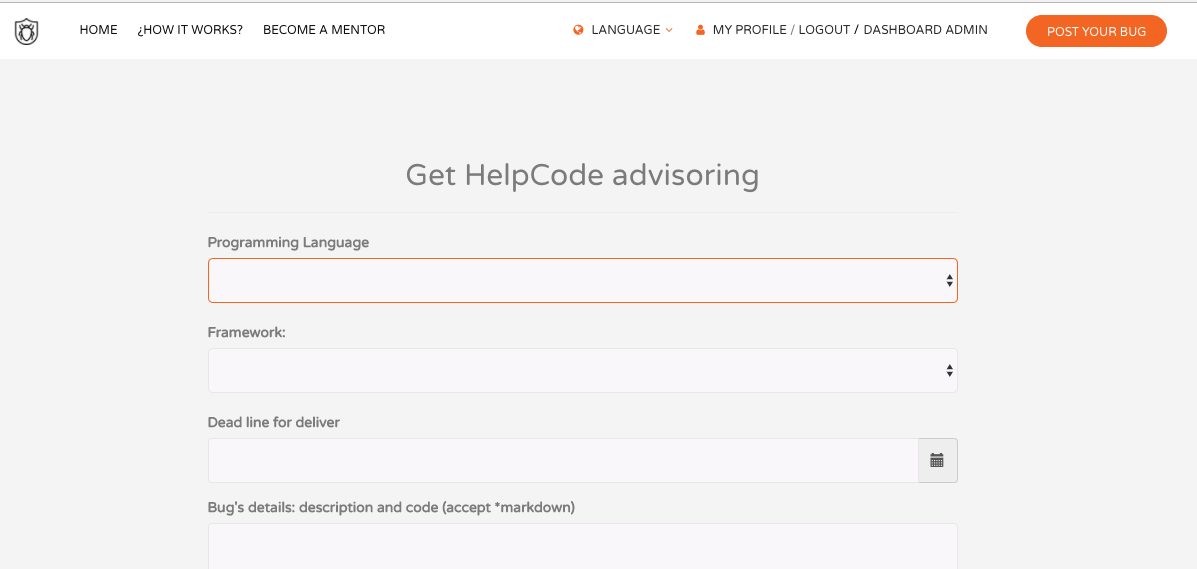 HOME ¿HOW IT WORKS? BECOME A MENTOR LANGUAGE MY PROFILE / LOGOUT / DASHBOARD ADMIN POST YOUR BUG
Get HelpCode advisoring
Programming Language
Framework:
Dead line for deliver
Bug's details: description and code (accept *markdown)